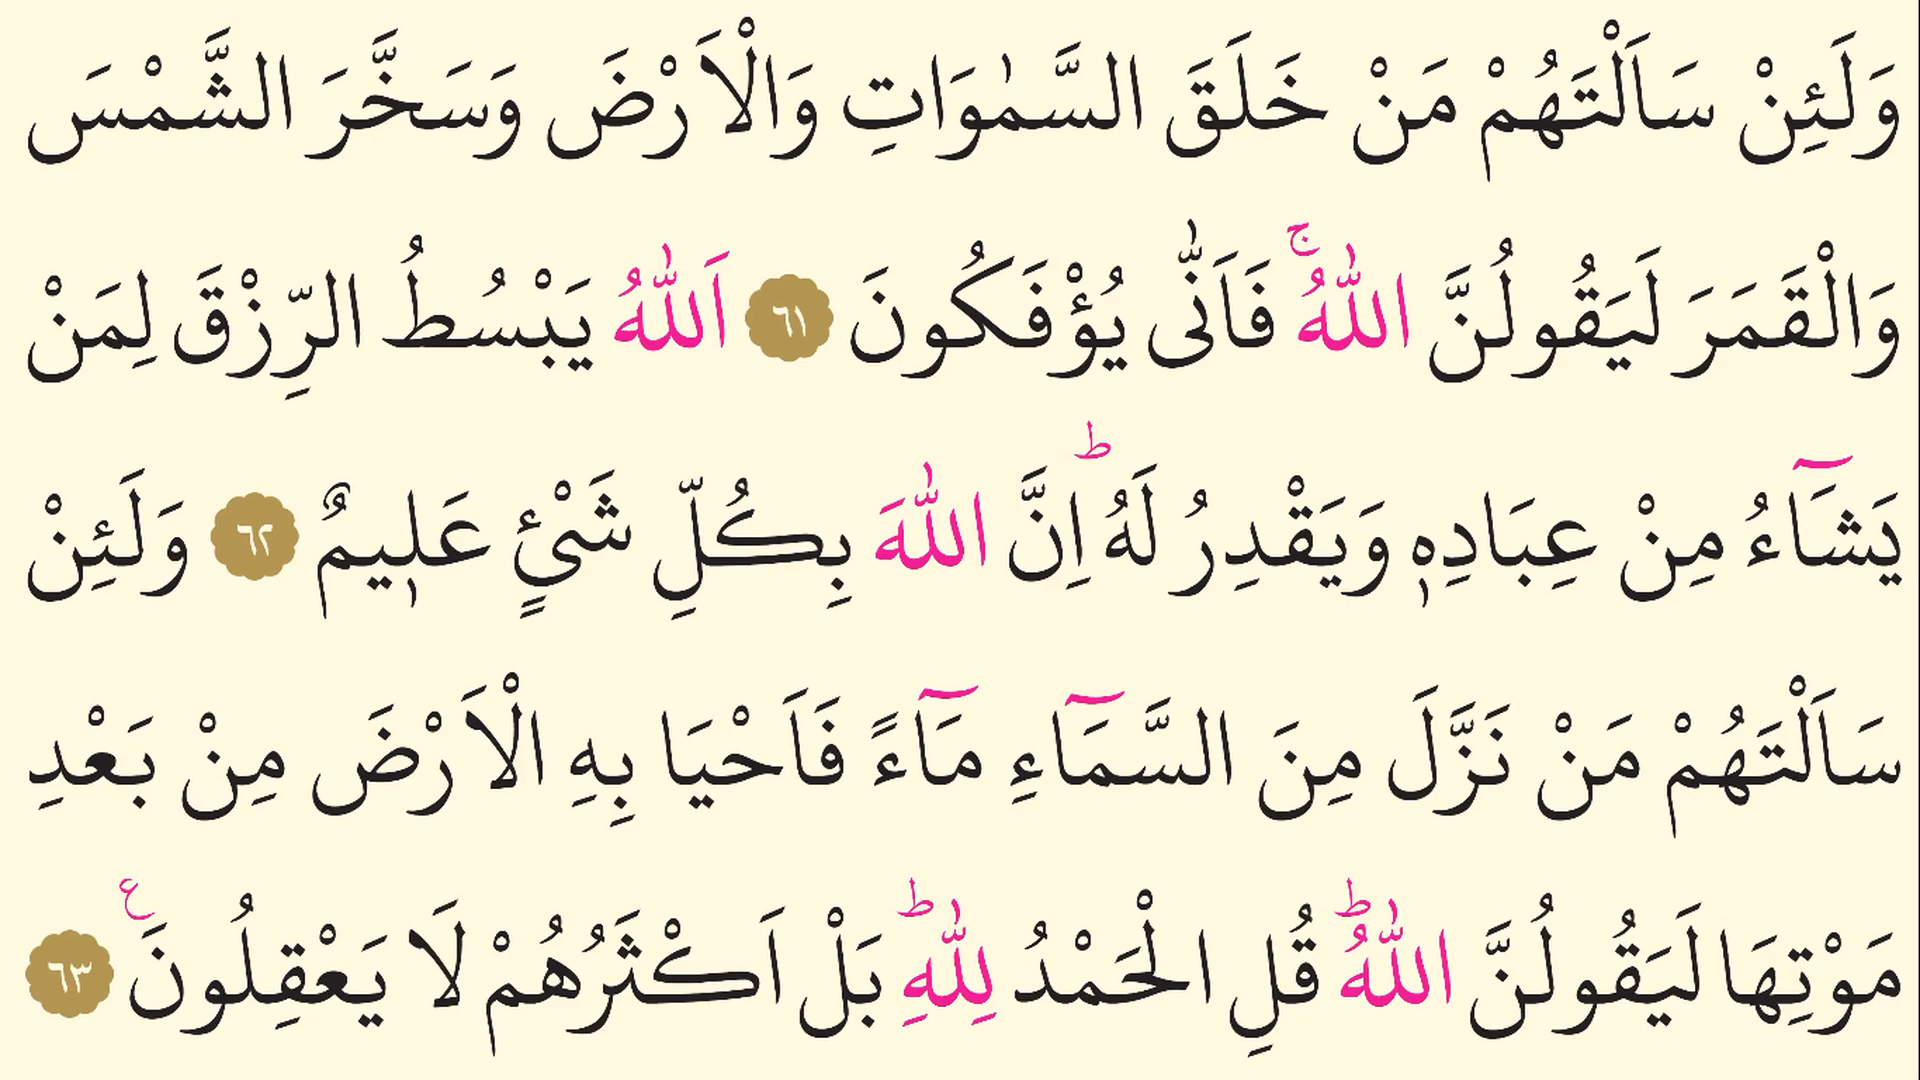 وَلَئِنْ سَاَلْتَهُمْ مَنْ خَلَقَ السَّمٰوَاتِ وَالْاَرْضَ وَسَخَّرَ الشَّمْسَ
وَالْقَمَرَ لَيَقُولُنَّ اللّٰهُۚ فَاَنّٰى يُؤْفَكُونَ ٦١ اَللّٰهُ يَبْسُطُ الرِّزْقَ لِمَنْ
يَشَٓاءُ مِنْ عِبَادِهٖ وَيَقْدِرُ لَهُؕ اِنَّ اللّٰهَ بِكُلِّ شَيْئٍ عَلٖيمٌ ٦٢ وَلَئِنْ
سَاَلْتَهُمْ مَنْ نَزَّلَ مِنَ السَّمَٓاءِ مَٓاءً فَاَحْيَا بِهِ الْاَرْضَ مِنْ بَعْدِ
مَوْتِهَا لَيَقُولُنَّ اللّٰهُؕ قُلِ الْحَمْدُ لِلّٰهِؕ بَلْ اَكْثَرُهُمْ لَا يَعْقِلُونَࣖ ٦٣